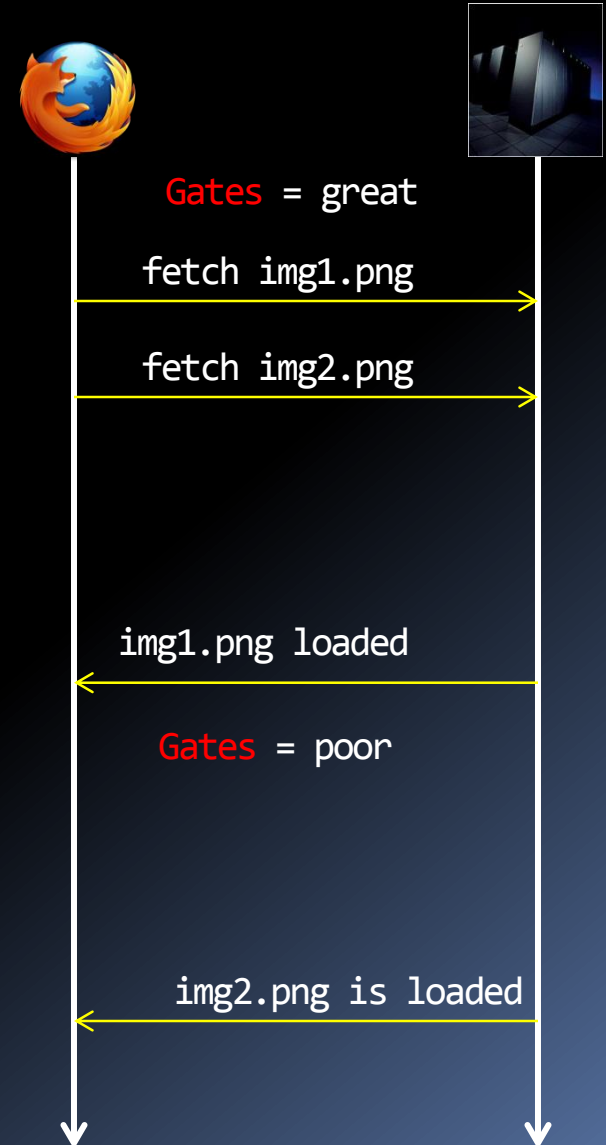 Gates = great
fetch img1.png
fetch img2.png
img1.png loaded
Gates = poor
img2.png is loaded